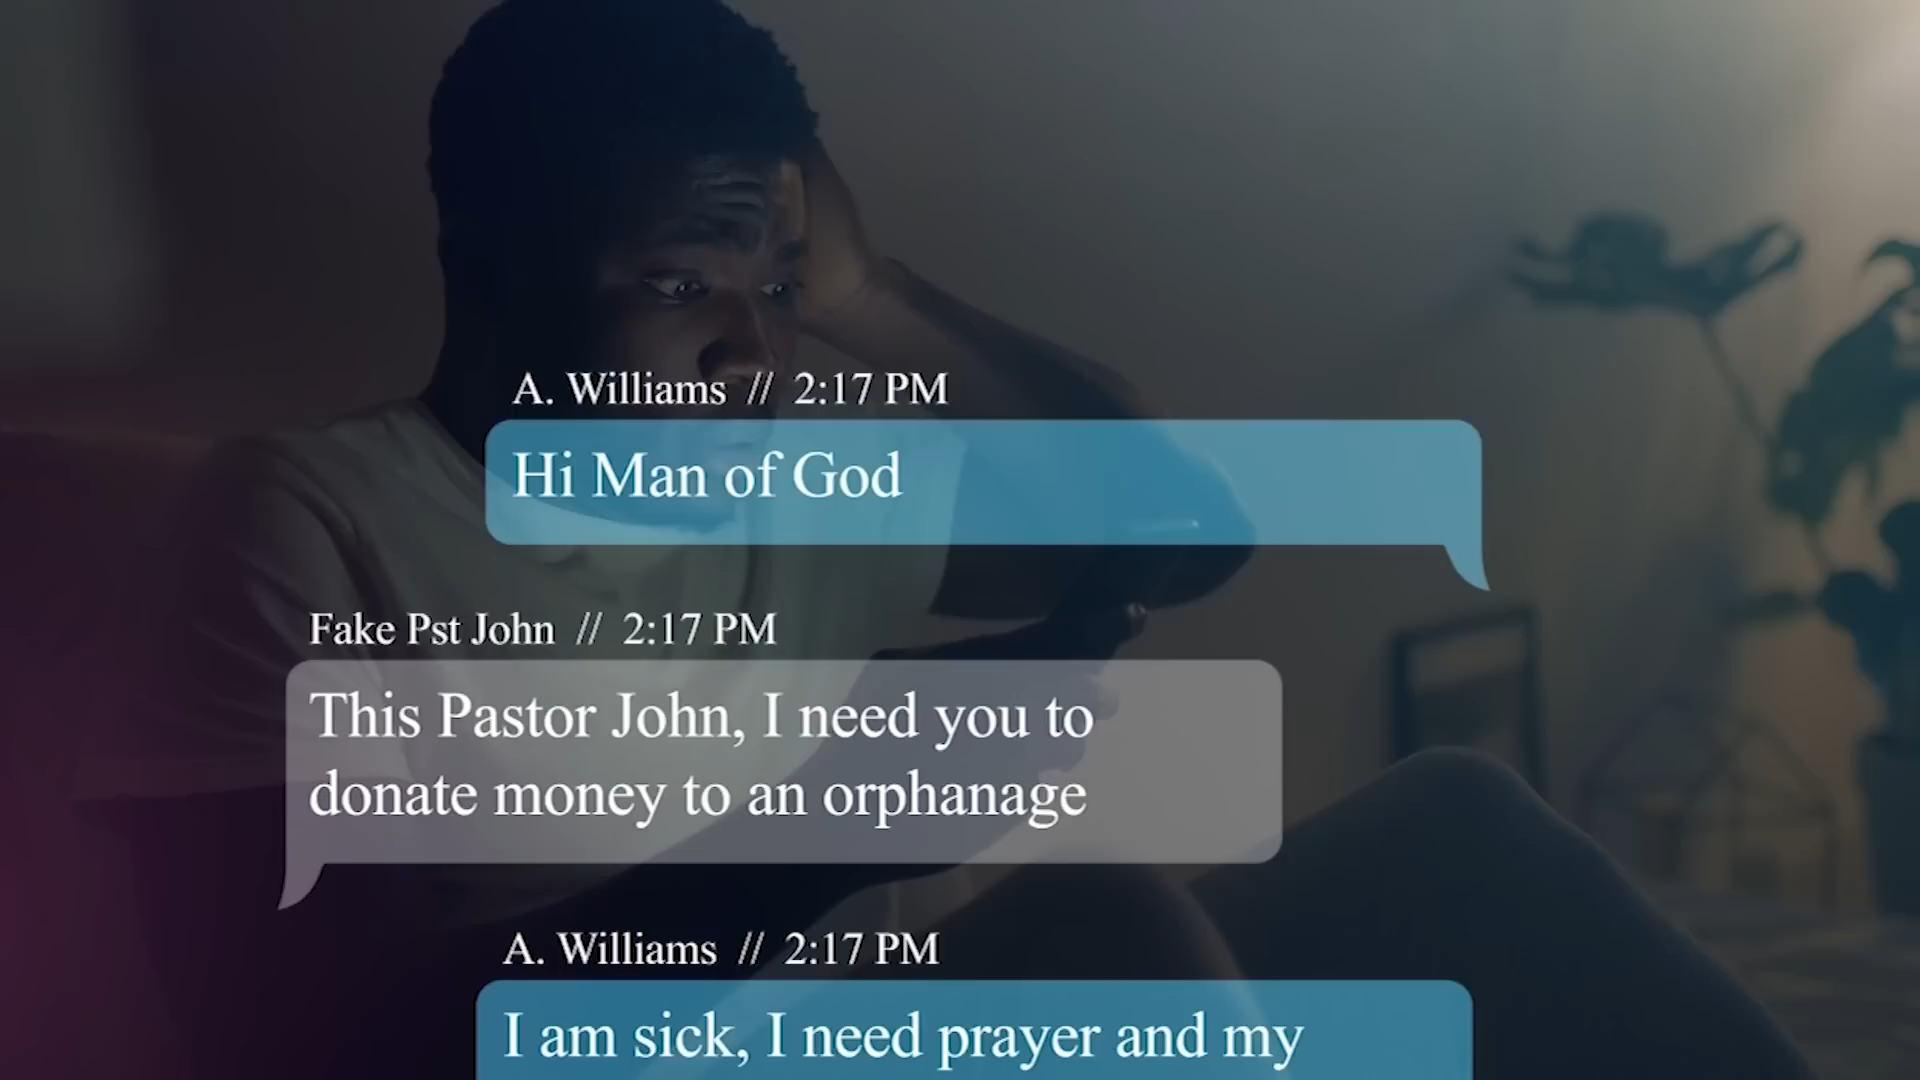 A. Williams // 2:17 PM
Hi Man of God
Fake Pst John // 2:17 PM
This Pastor John, I need you to
donate money to an orphanage
A. Williams // 2:17 PM
I am sick, I need prayer and my